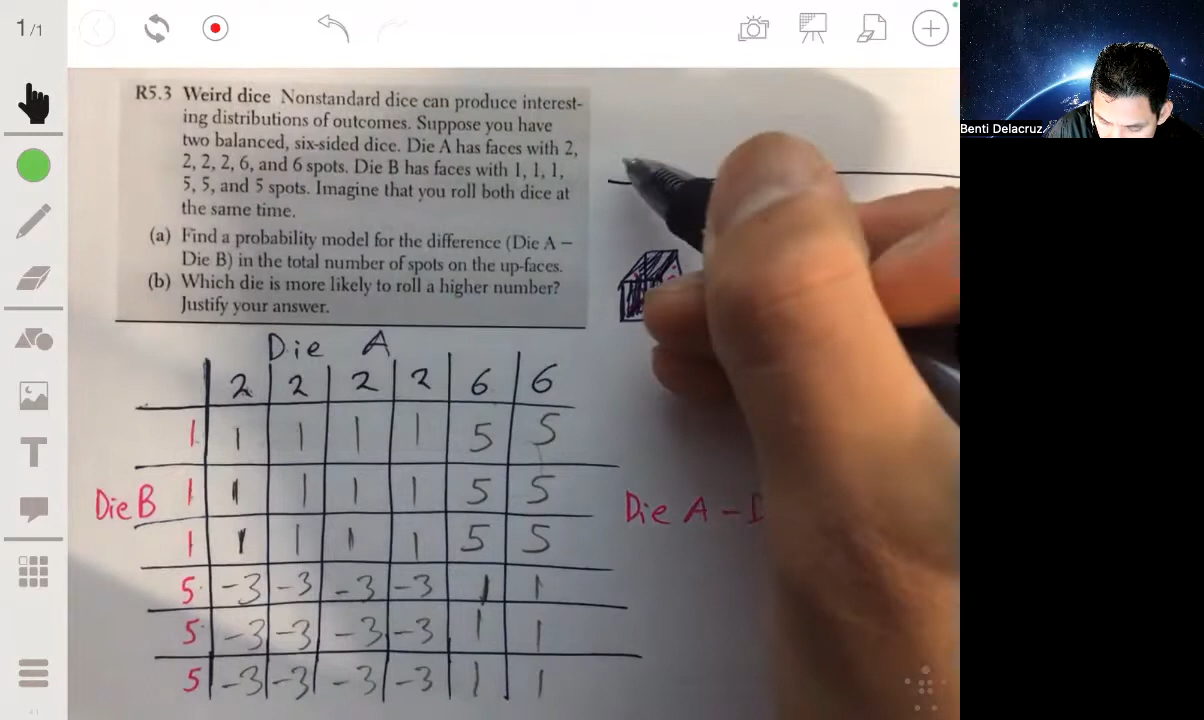 1/1
R5.3 Weird dice Nonstandard dice can produce interest-
ing distributions of outcomes. Suppose you have
two balanced, six-sided dice. Die A has faces with 2,
2, 2, 2, 6, and 6 spots. Die B has faces with 1, 1, 1,
5, 5, and 5 spots. Imagine that you roll both dice at
the same time.
(a) Find a probability model for the difference (Die A –
Die B) in the total number of spots on the up-faces.
(b) Which die is more likely to roll a higher number?
Justify your answer.
Die A
2 2 2 2 6 6
1 1 1 1 1 5 5
1 1 1 1 1 5 5
Die B
1 1 1 1 1 5 5
5 -3 -3 -3 -3 1 1
5 -3 -3 -3 -3 1 1
5 -3 -3 -3 -3 1 1
Die A -
Benti Delacruz
T